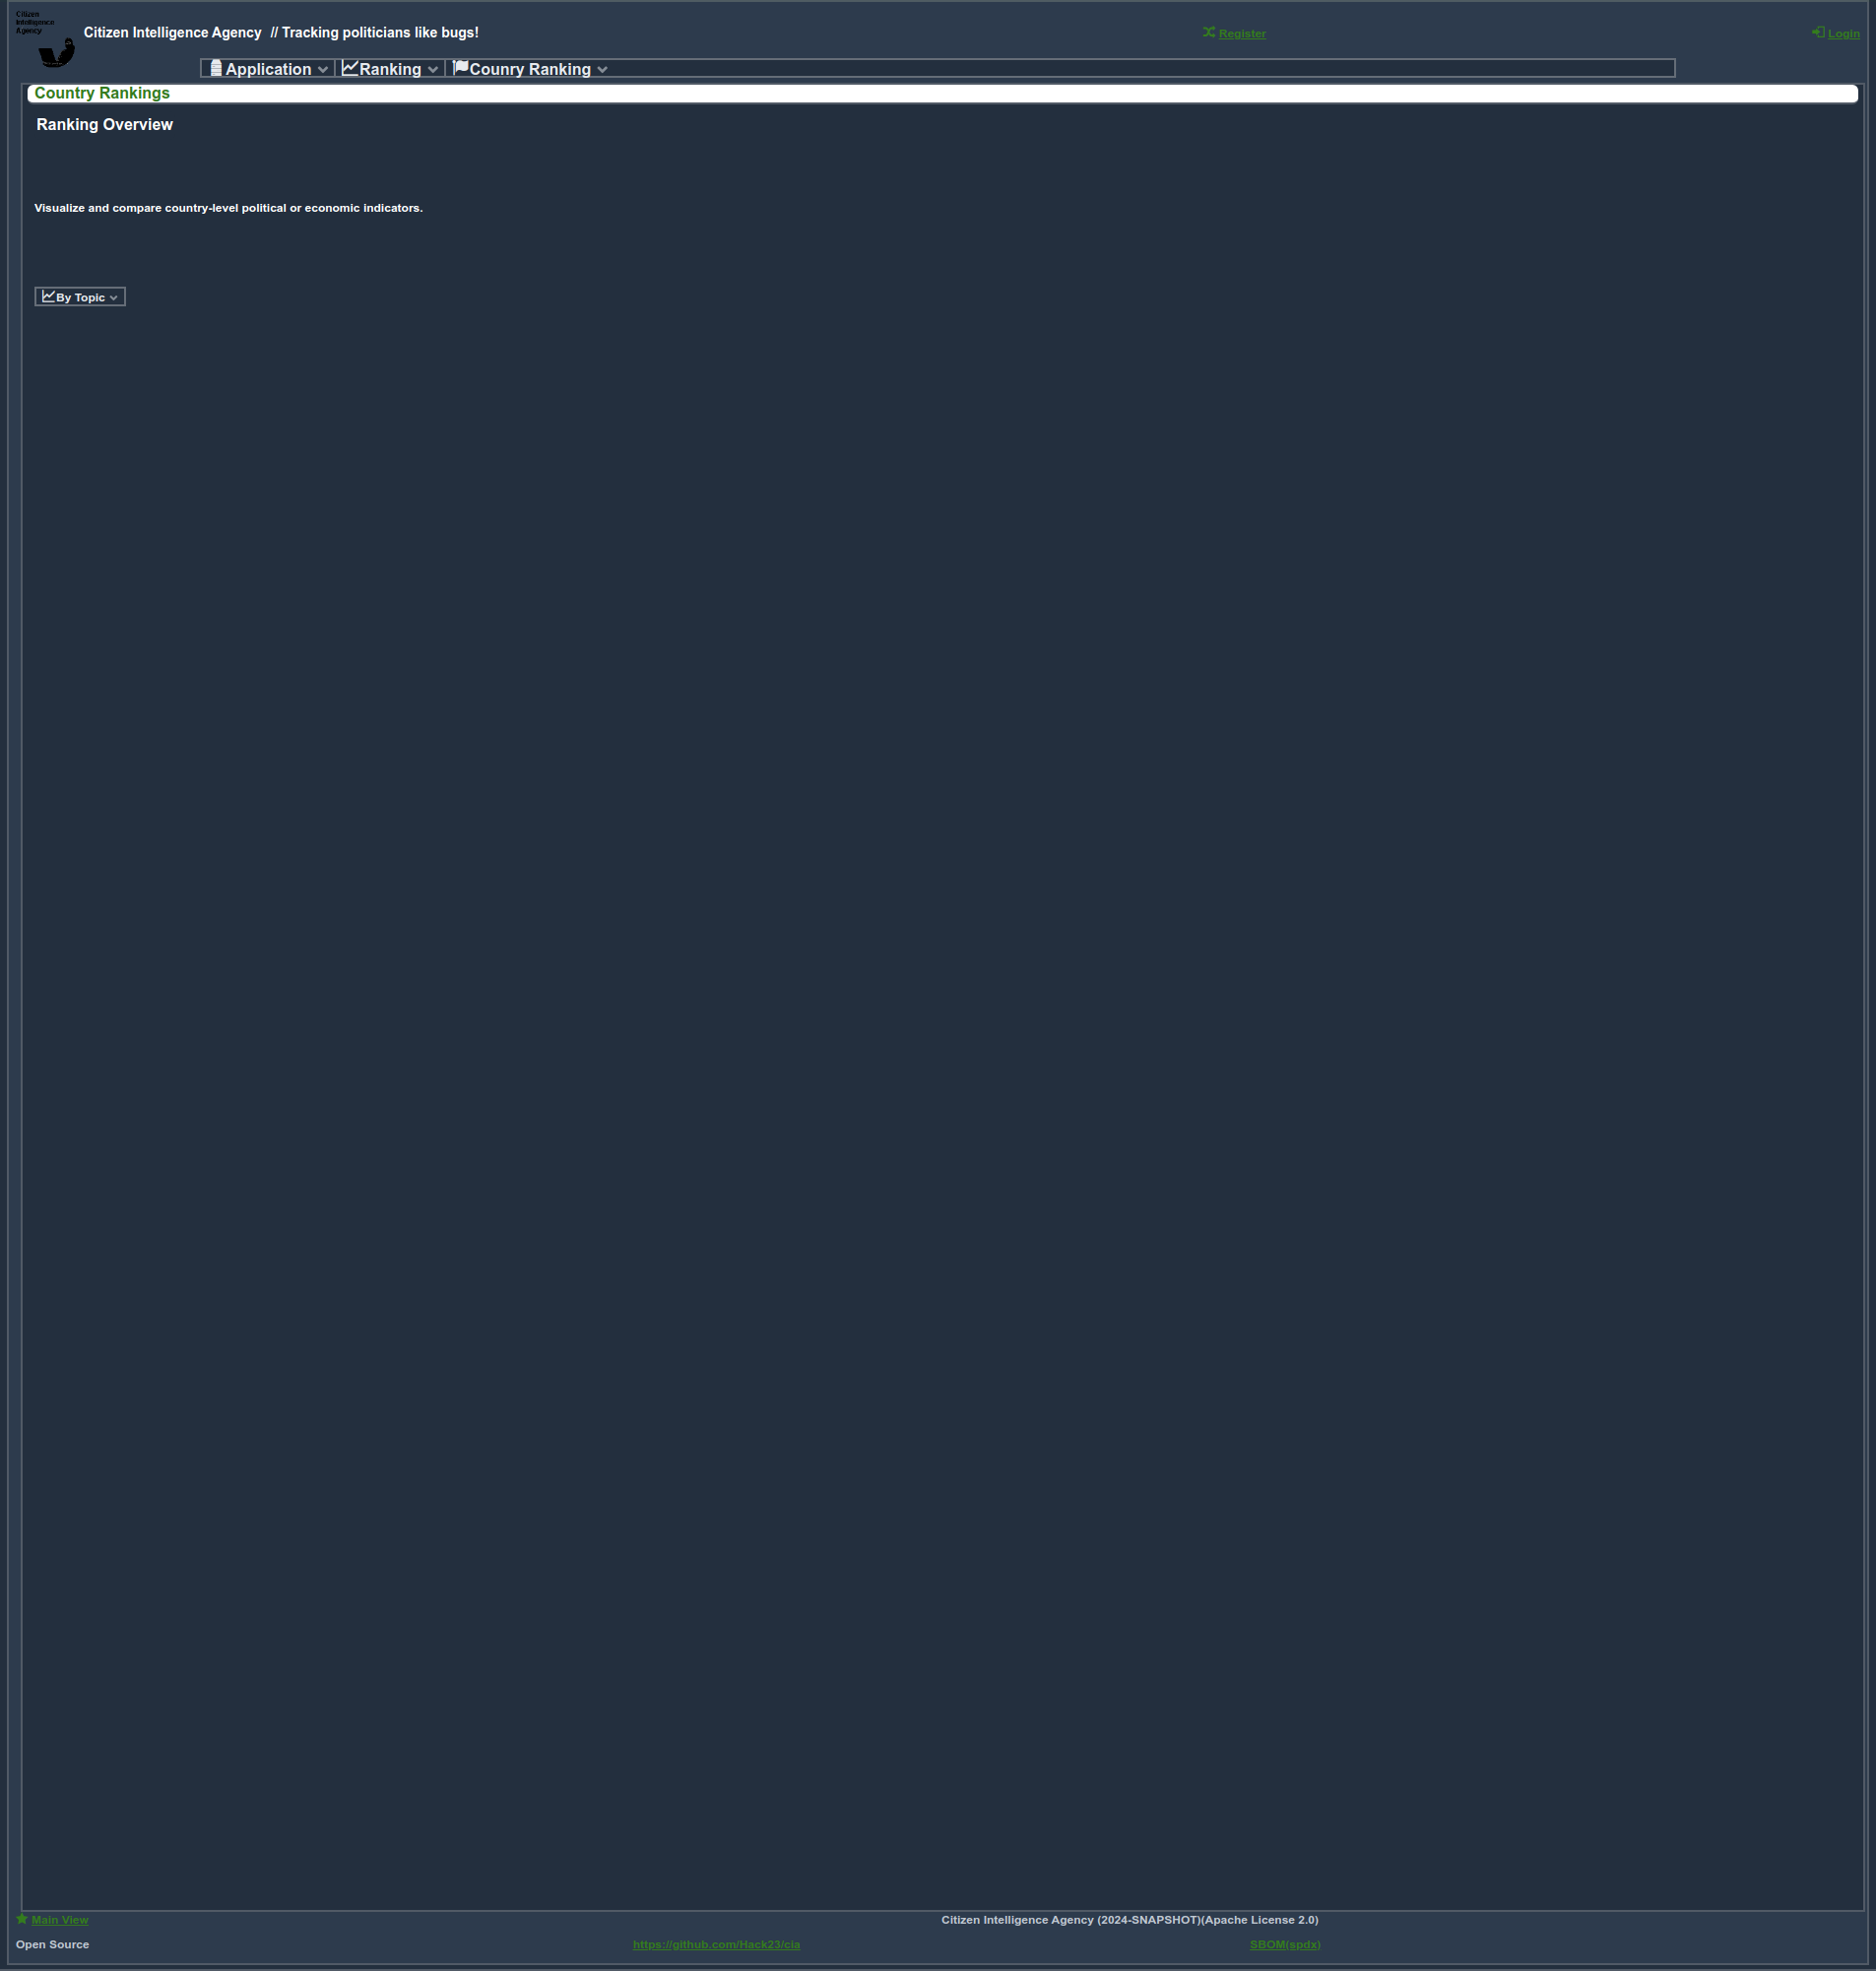 Citizen
Intelligence
Agency
Citizen Intelligence Agency // Tracking politicians like bugs!
Register
Login
Application
Ranking
Counry Ranking
Country Rankings
Ranking Overview
Visualize and compare country-level political or economic indicators.
By Topic
Main View
Citizen Intelligence Agency (2024-SNAPSHOT)(Apache License 2.0)
Open Source
https://github.com/Hack23/cia
SBOM(spdx)